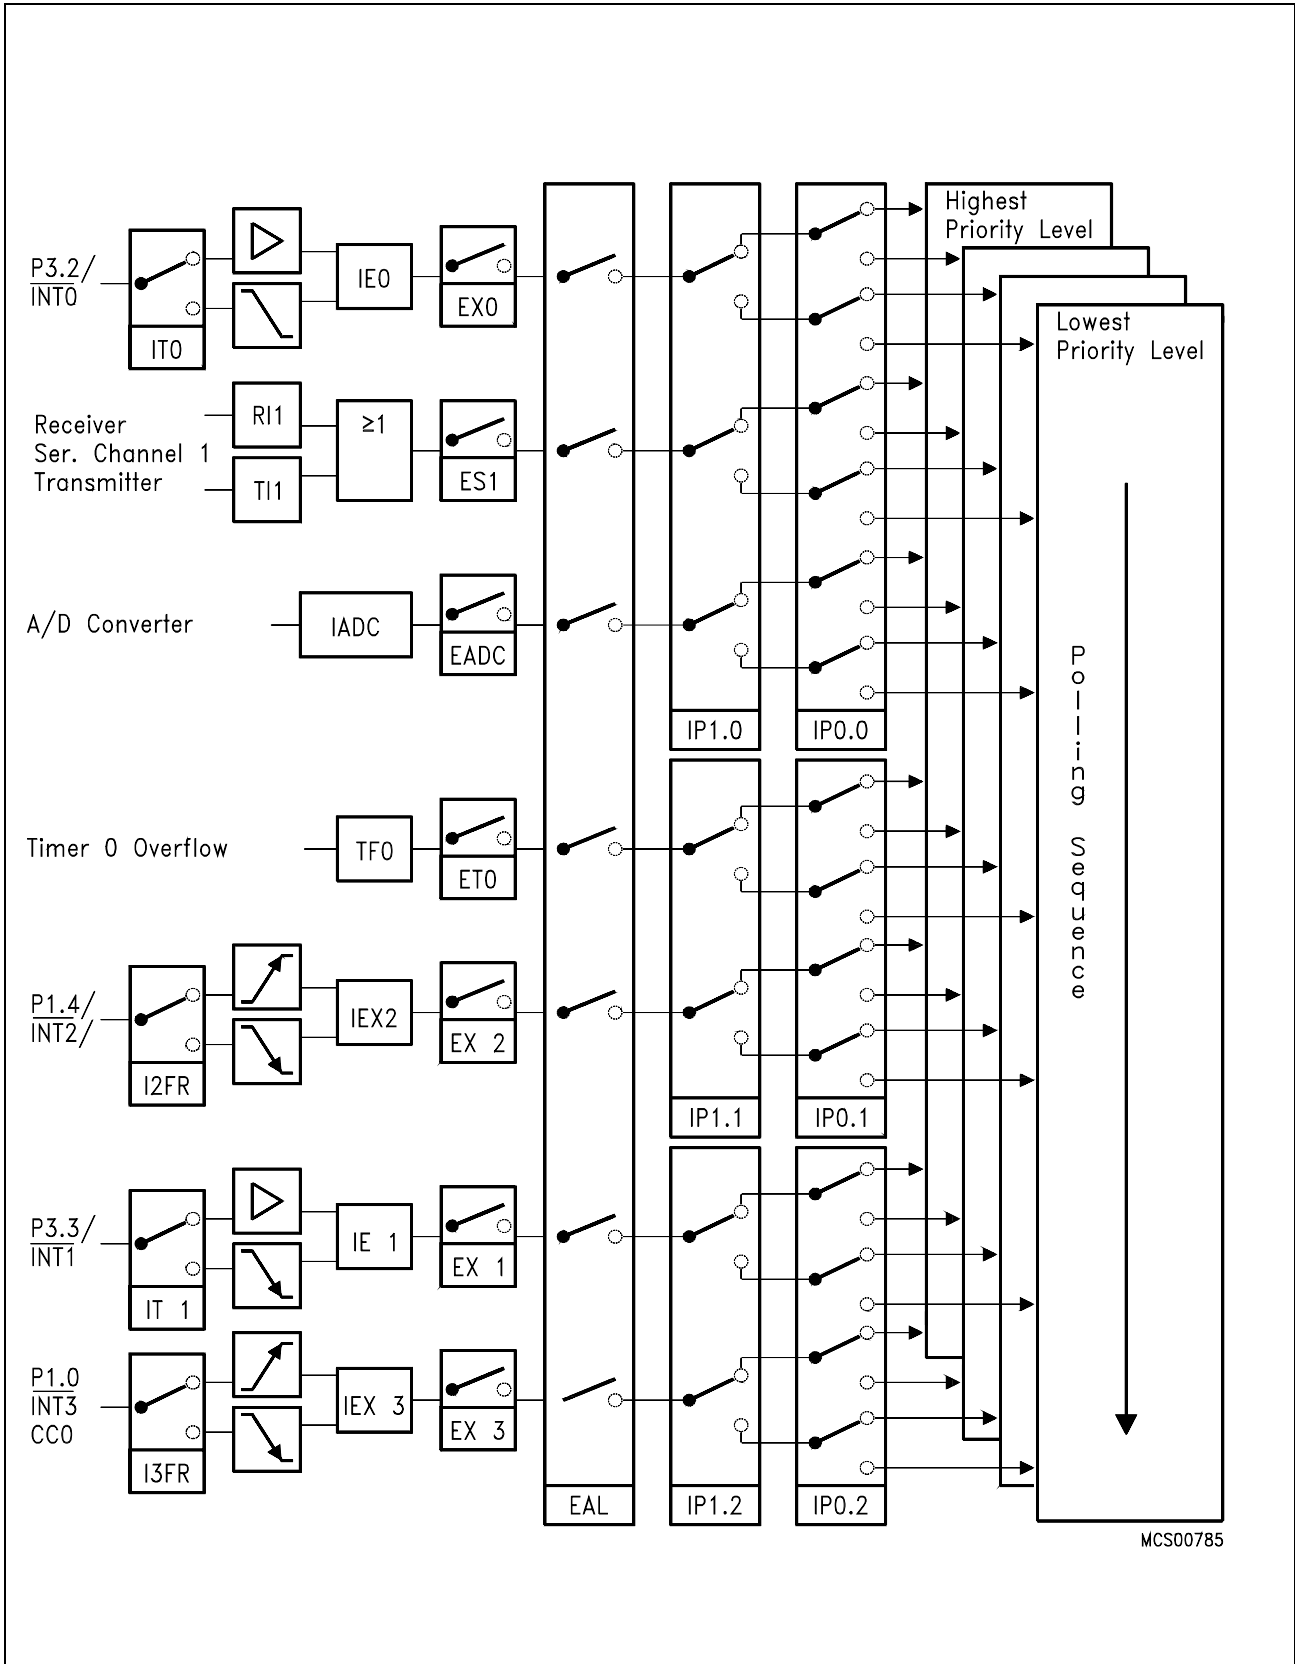 Highest
Priority Level
Lowest
Priority Level
P3.2/
INT0
IT0
IE0
EX0
Receiver
Ser. Channel 1
Transmitter
RI1
TI1
≥1
ES1
A/D Converter
IADC
EADC
IP1.0
IP0.0
Timer 0 Overflow
TF0
ET0
P1.4/
INT2/
I2FR
IEX2
EX 2
IP1.1
IP0.1
P3.3/
INT1
IT 1
IE 1
EX 1
P1.0
INT3
CC0
I3FR
IEX 3
EX 3
EAL
IP1.2
IP0.2
Polling Sequence
MCS00785